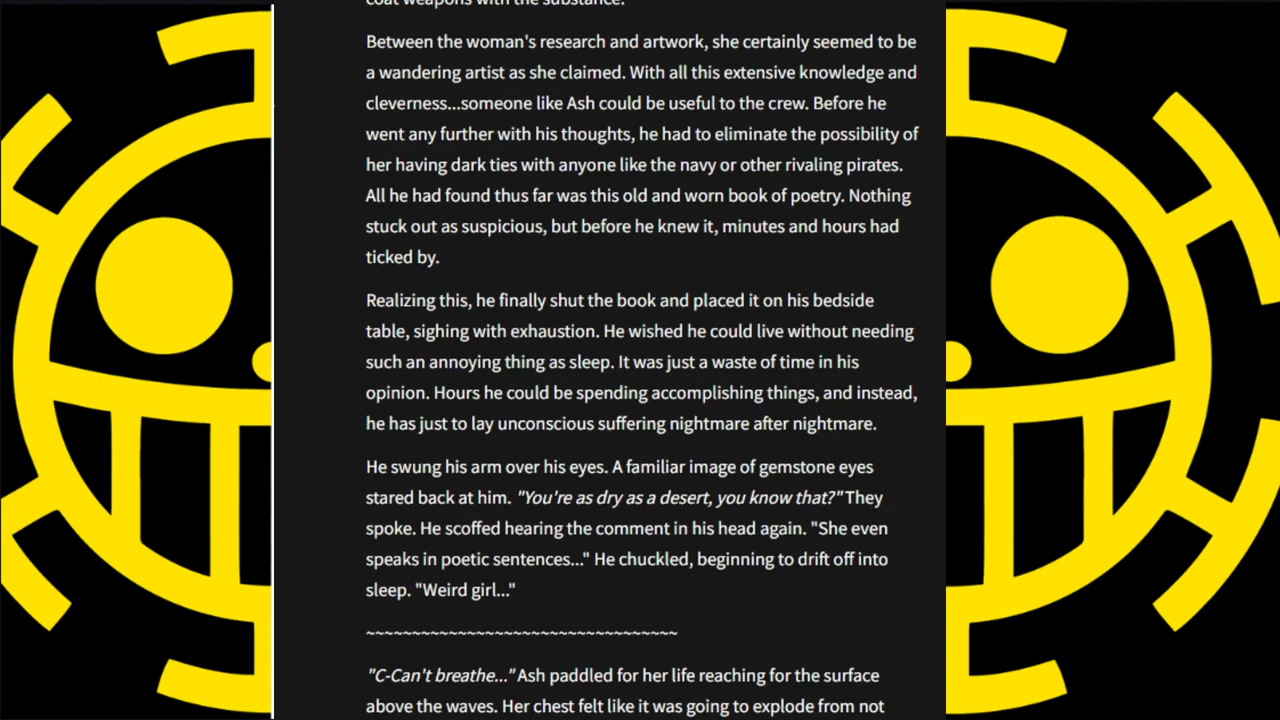 coat weapons with the substance.
Between the woman's research and artwork, she certainly seemed to be
a wandering artist as she claimed. With all this extensive knowledge and
cleverness...someone like Ash could be useful to the crew. Before he
went any further with his thoughts, he had to eliminate the possibility of
her having dark ties with anyone like the navy or other rivaling pirates.
All he had found thus far was this old and worn book of poetry. Nothing
stuck out as suspicious, but before he knew it, minutes and hours had
ticked by.
Realizing this, he finally shut the book and placed it on his bedside
table, sighing with exhaustion. He wished he could live without needing
such an annoying thing as sleep. It was just a waste of time in his
opinion. Hours he could be spending accomplishing things, and instead,
he has just to lay unconscious suffering nightmare after nightmare.
He swung his arm over his eyes. A familiar image of gemstone eyes
stared back at him. "You're as dry as a desert, you know that?" They
spoke. He scoffed hearing the comment in his head again. "She even
speaks in poetic sentences..." He chuckled, beginning to drift off into
sleep. "Weird girl..."
~~~~~~~~~~~~~~~~~~~~~~~~~~~~~~~~~~
"C-Can't breathe..." Ash paddled for her life reaching for the surface
above the waves. Her chest felt like it was going to explode from not